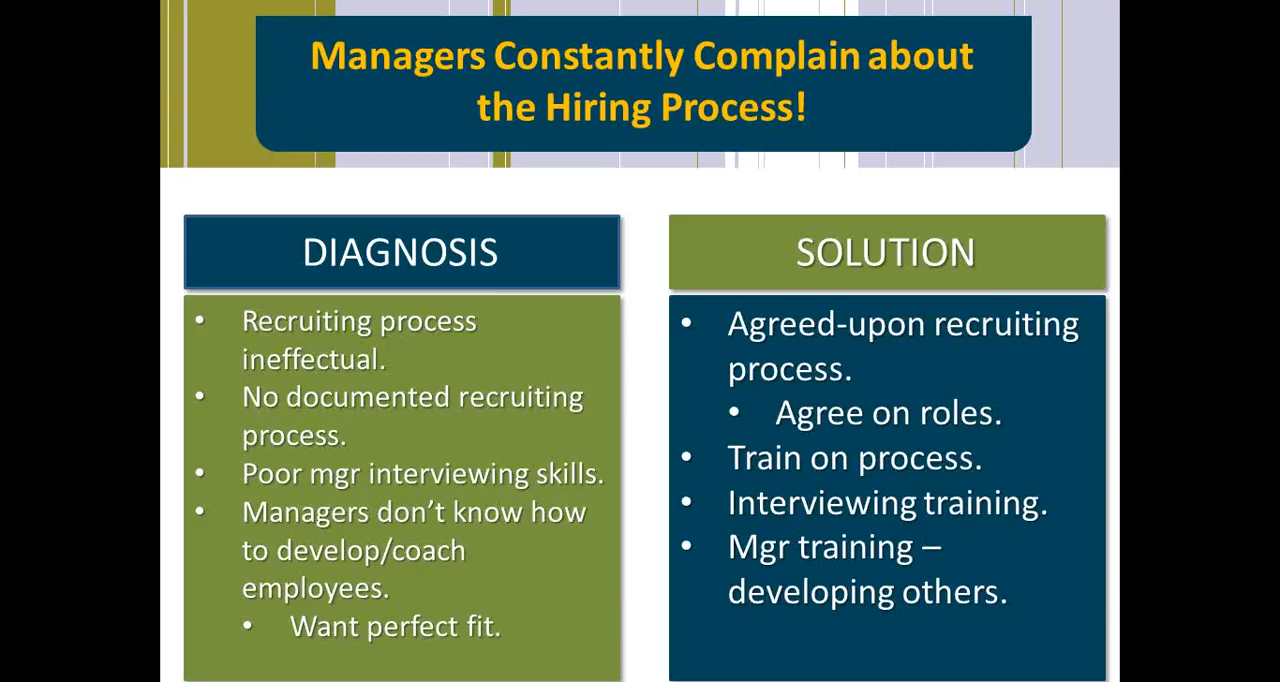 Managers Constantly Complain about
the Hiring Process!
DIAGNOSIS
• Recruiting process
ineffectual.
• No documented recruiting
process.
• Poor mgr interviewing skills.
• Managers don’t know how
to develop/coach
employees.
• Want perfect fit.
SOLUTION
• Agreed-upon recruiting
process.
• Agree on roles.
• Train on process.
• Interviewing training.
• Mgr training –
developing others.